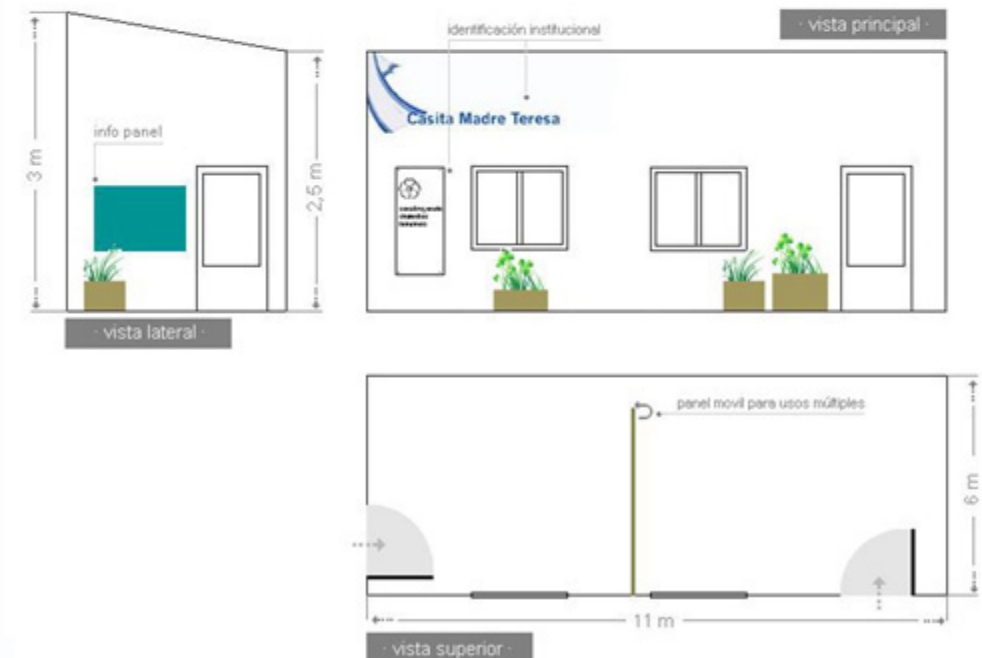 identificación institucional
· vista principal ·
Casita Madre Teresa
info panel
3 m
2,5 m
· vista lateral ·
panel movil para usos múltiples
6 m
11 m
· vista superior ·